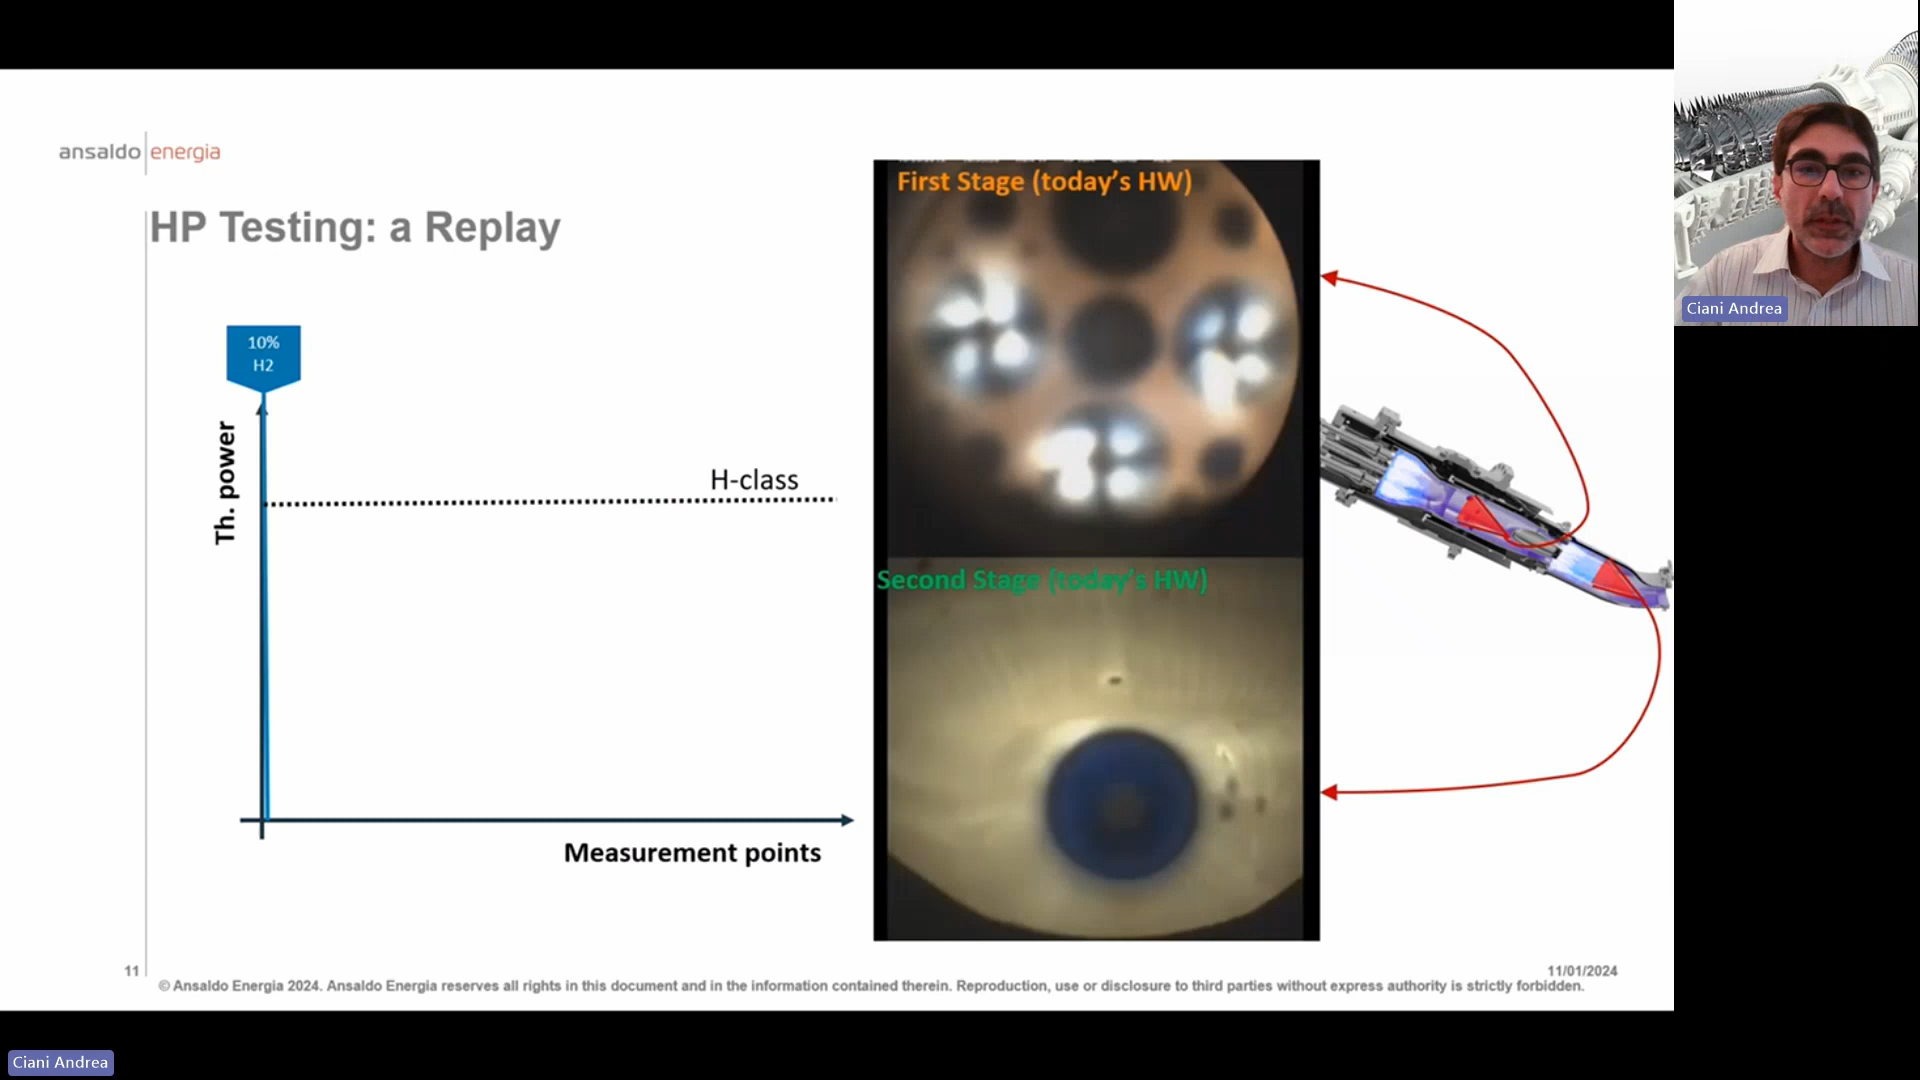 ansaldo energia
HP Testing: a Replay
10%
H2
Th. power
H-class
Measurement points
First Stage (today's HW)
Second Stage (today's HW)
11
11/01/2024
© Ansaldo Energia 2024. Ansaldo Energia reserves all rights in this document and in the information contained therein. Reproduction, use or disclosure to third parties without express authority is strictly forbidden.
Ciani Andrea
Ciani Andrea